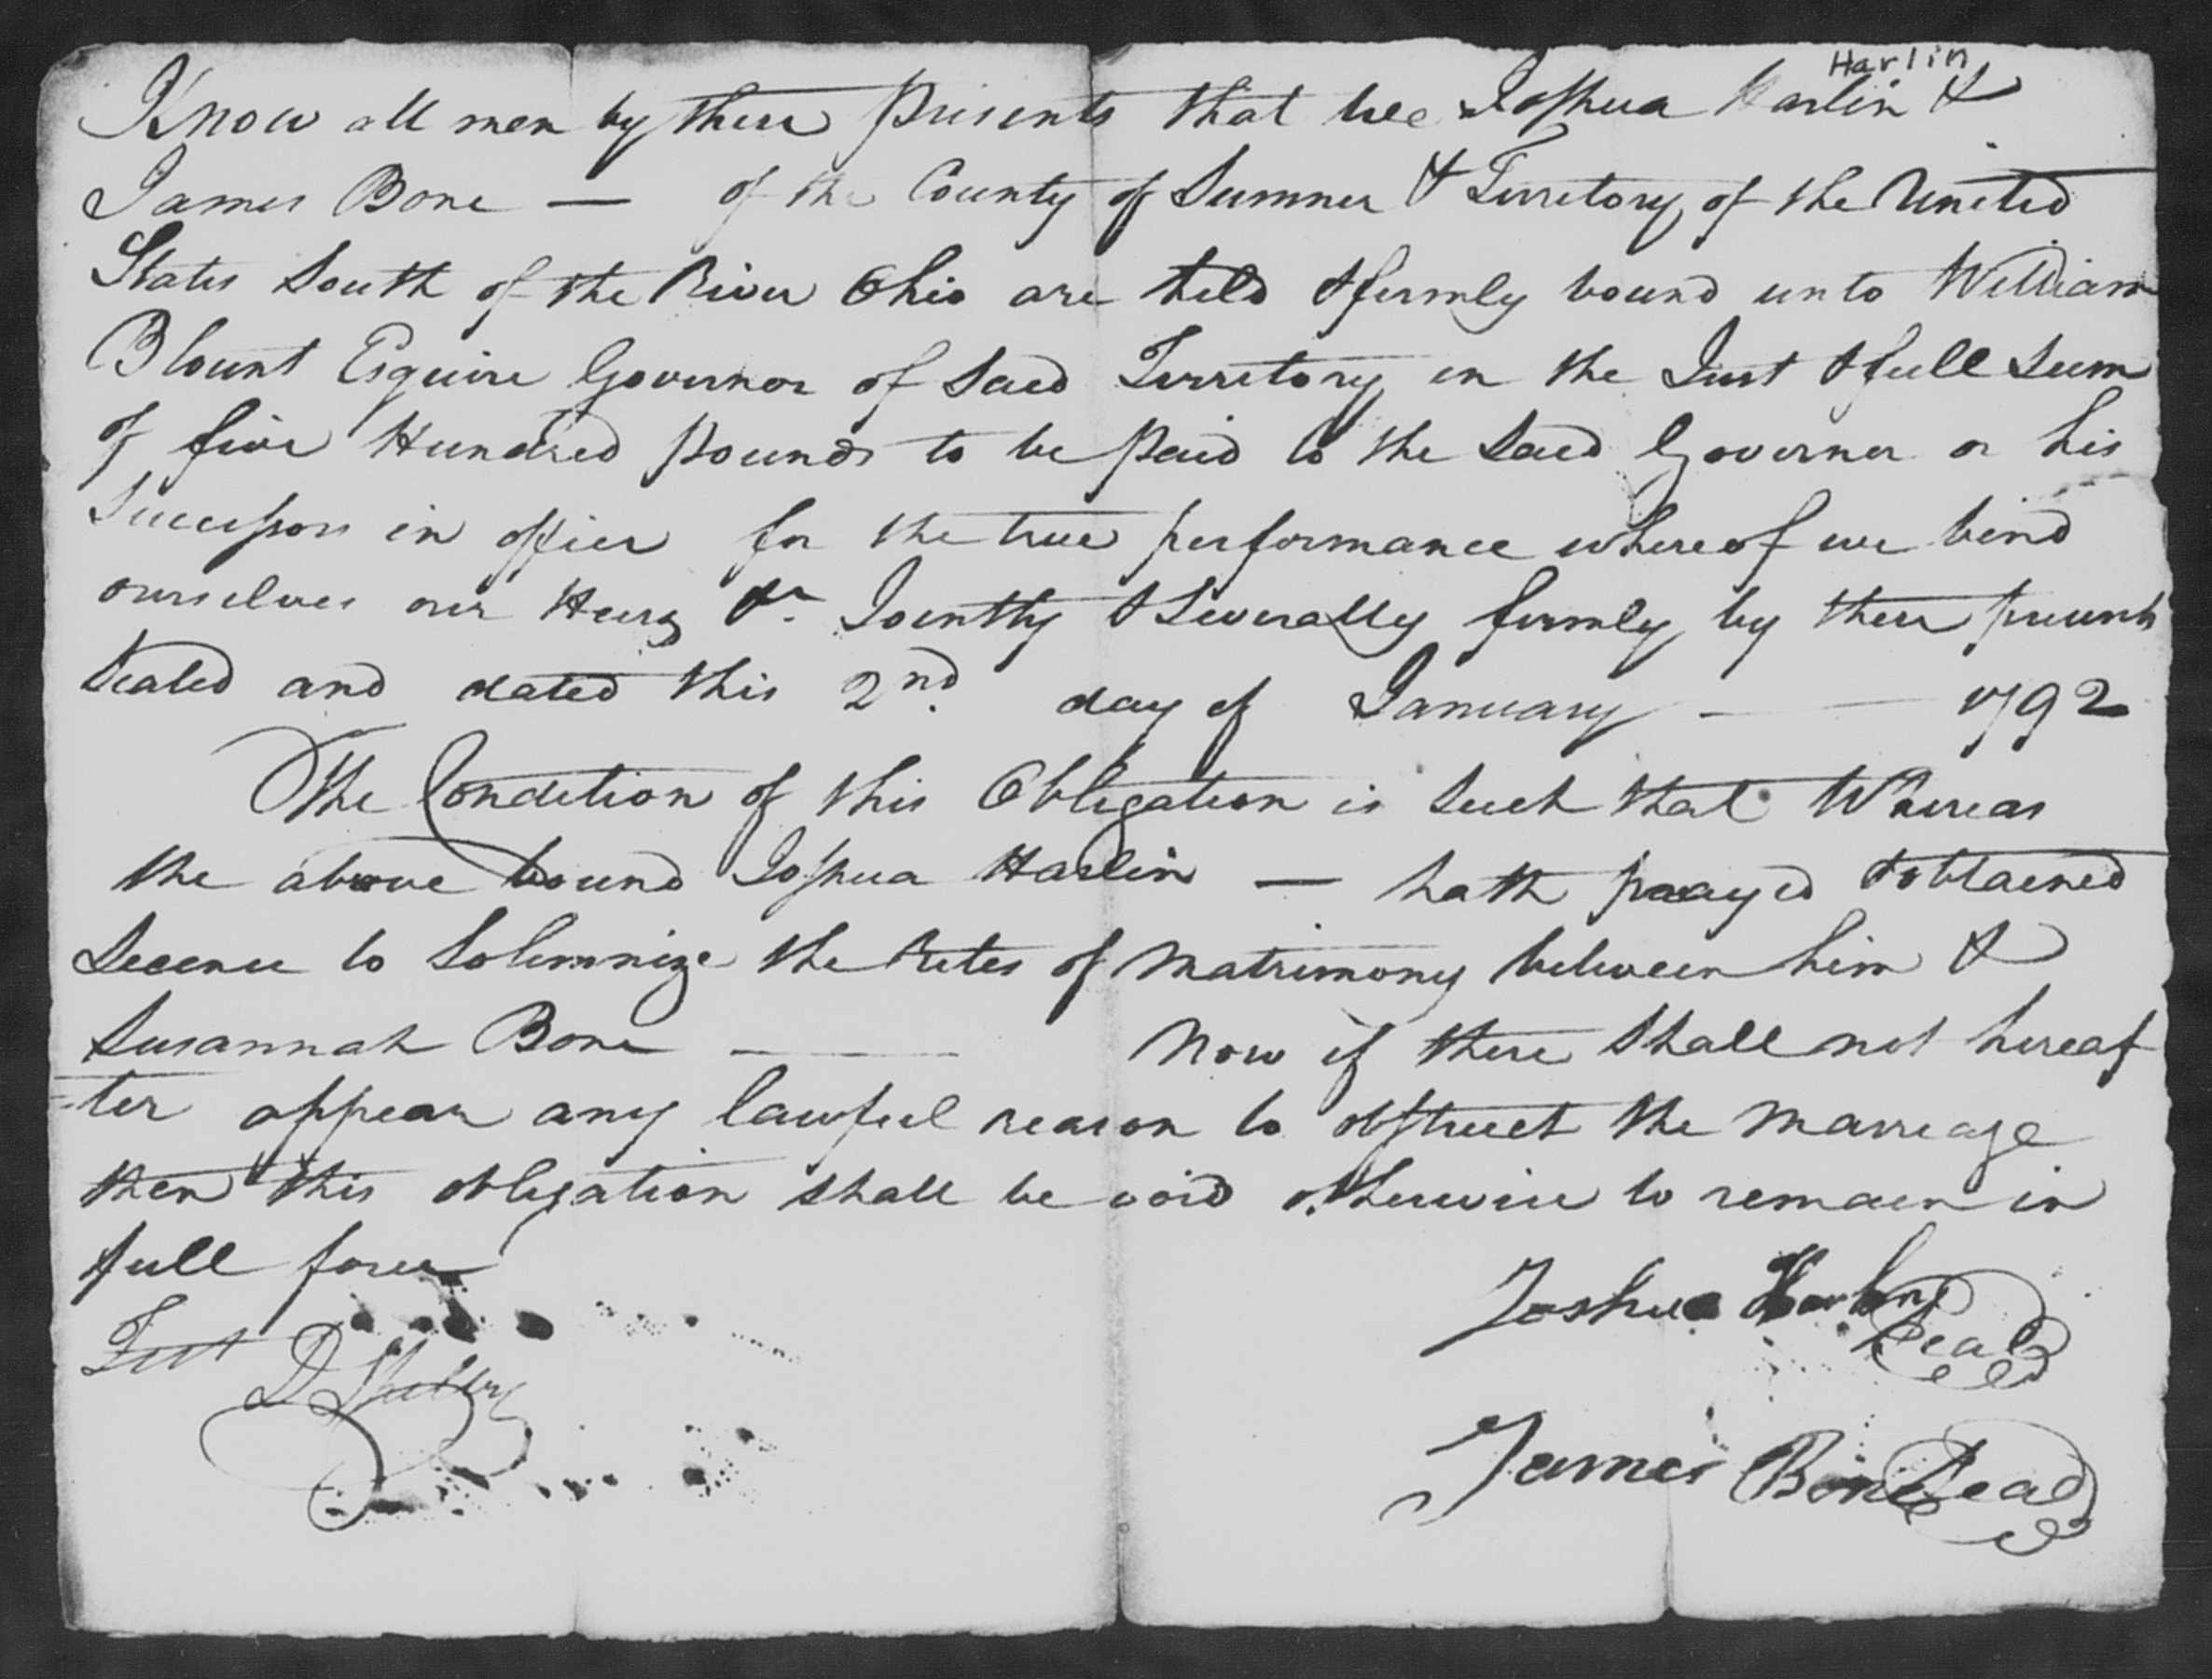 Harlin
Know all men by these Presents that we Joshua Harlin &
James Bone — of the County of Sumner & Territory of the United
States South of the River Ohio are held & firmly bound unto William
Blount Esquire Governor of Said Territory in the Just & full Sum
of five Hundred Pounds to be Paid to the Said Governor or his
Successors in office for the true performance whereof we bind
ourselves our Heirs &c. Jointly & Severally firmly by these presents
Sealed and dated this 2nd. day of January — — 1792
The Condition of this Obligation is Such that Whereas
the above bound Joshua Harlin — hath prayed & obtained
Licence to Solemnize the Rites of Matrimony between him &
Susannah Bone — — Now if there Shall not hereaf
=ter appear any lawful reason to obstruct the Marriage
then this obligation shall be void otherwise to remain in
full force
Joshua Harlin Seal
Test
D Shelby
James Bone Seal